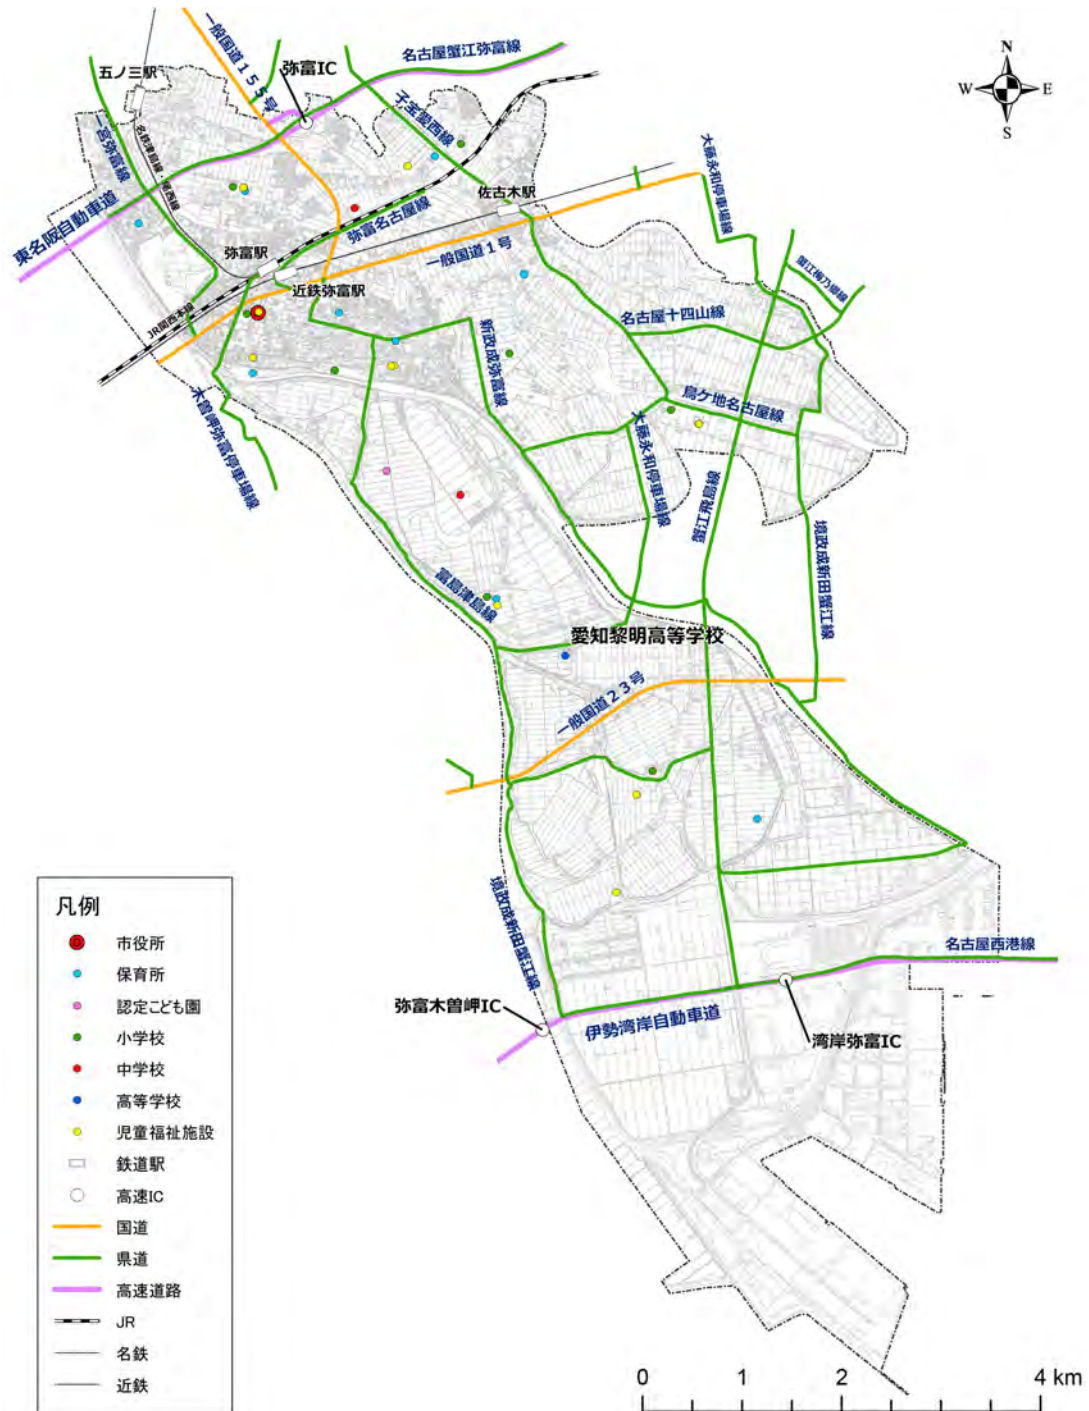 名古屋蟹江弥富線
一般国道155号
弥富IC
五ノ三駅
N
W
E
S
子宝愛西線
一宮弥富線
名鉄津島線・尾西線
大藤永和停車場線
佐古木駅
東名阪自動車道
弥富名古屋線
弥富駅
一般国道1号
蟹江梅乃郷線
近鉄弥富駅
JR関西本線
名古屋十四山線
新政成弥富線
鳥ケ地名古屋線
木曽岬弥富停車場線
大藤永和停車場線
蟹江飛島線
境政成新田蟹江線
富島津島線
愛知黎明高等学校
一般国道23号
境政成新田蟹江線
名古屋西港線
弥富木曽岬IC
伊勢湾岸自動車道
湾岸弥富IC
凡例
市役所
保育所
認定こども園
小学校
中学校
高等学校
児童福祉施設
鉄道駅
高速IC
国道
県道
高速道路
JR
名鉄
近鉄
0 1 2 4 km